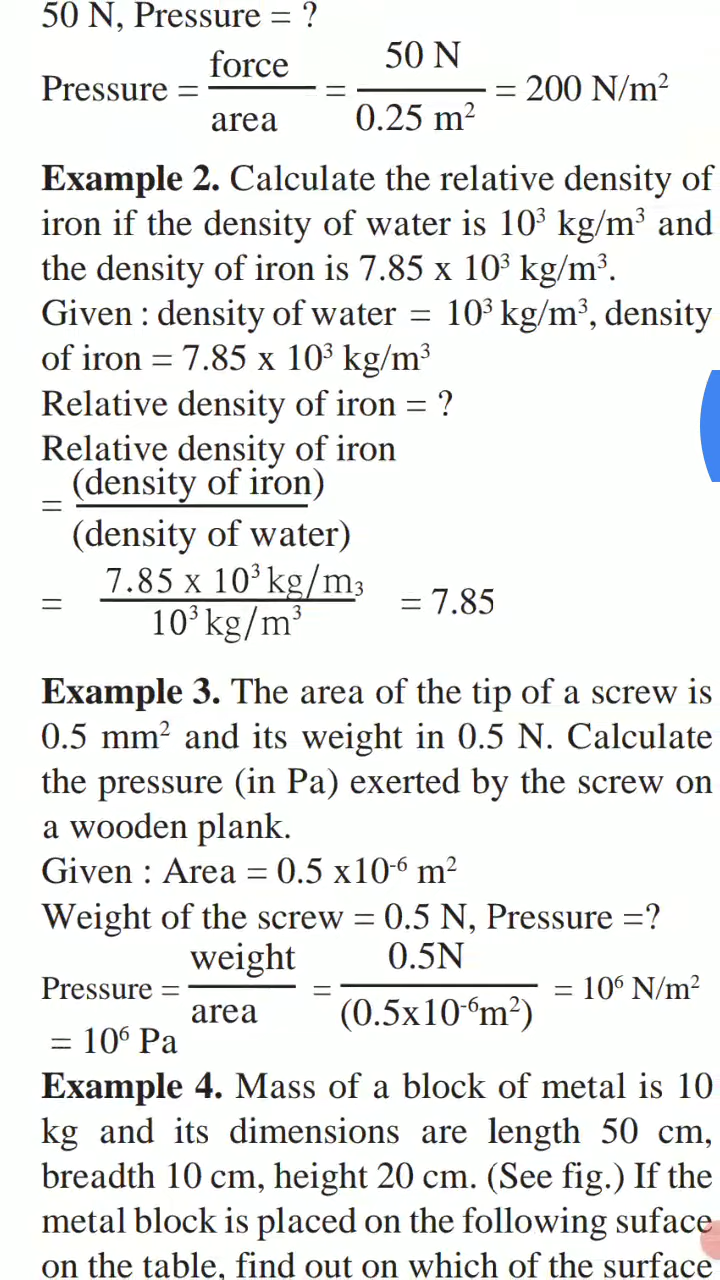 50 N, Pressure = ?
Pressure = force / area = 50 N / 0.25 m² = 200 N/m²
Example 2. Calculate the relative density of
iron if the density of water is 10³ kg/m³ and
the density of iron is 7.85 x 10³ kg/m³.
Given : density of water = 10³ kg/m³, density
of iron = 7.85 x 10³ kg/m³
Relative density of iron = ?
Relative density of iron
= (density of iron) / (density of water)
= 7.85 x 10³ kg/m₃ / 10³ kg/m³ = 7.85
Example 3. The area of the tip of a screw is
0.5 mm² and its weight in 0.5 N. Calculate
the pressure (in Pa) exerted by the screw on
a wooden plank.
Given : Area = 0.5 x10⁻⁶ m²
Weight of the screw = 0.5 N, Pressure =?
Pressure = weight / area = 0.5N / (0.5x10⁻⁶m²) = 10⁶ N/m²
= 10⁶ Pa
Example 4. Mass of a block of metal is 10
kg and its dimensions are length 50 cm,
breadth 10 cm, height 20 cm. (See fig.) If the
metal block is placed on the following suface
on the table, find out on which of the surface